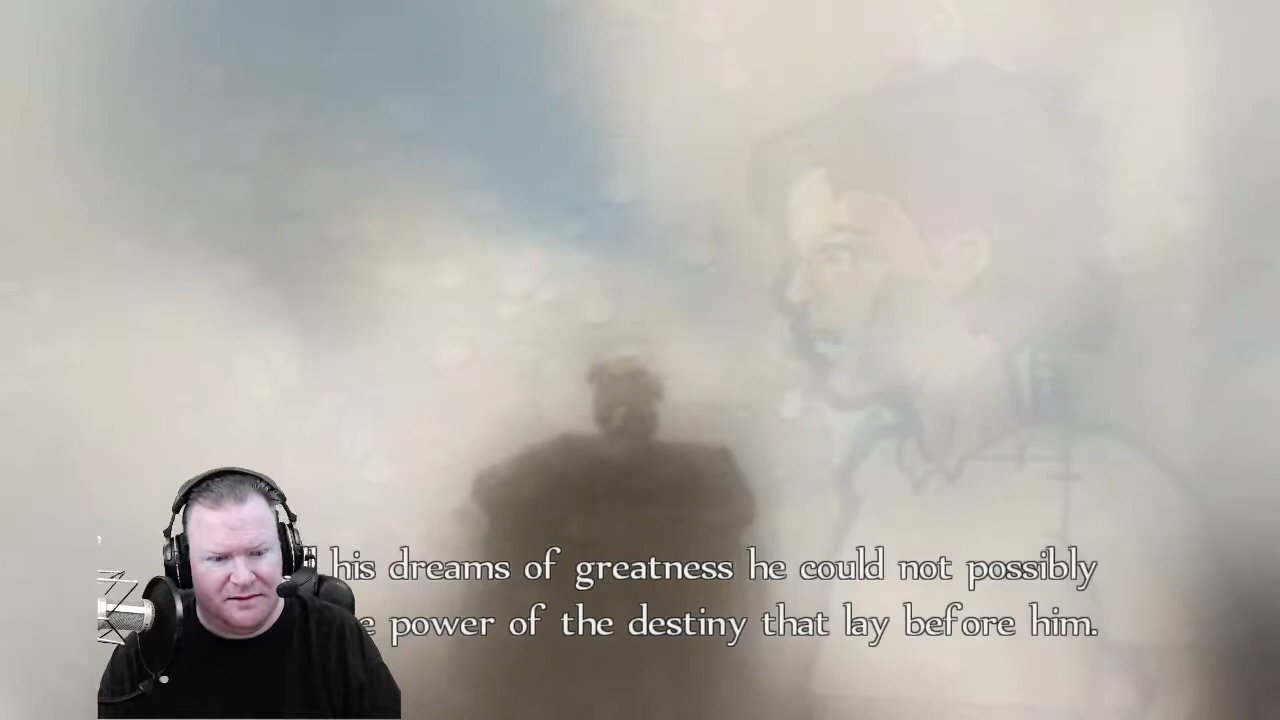 his dreams of greatness he could not possibly
power of the destiny that lay before him.